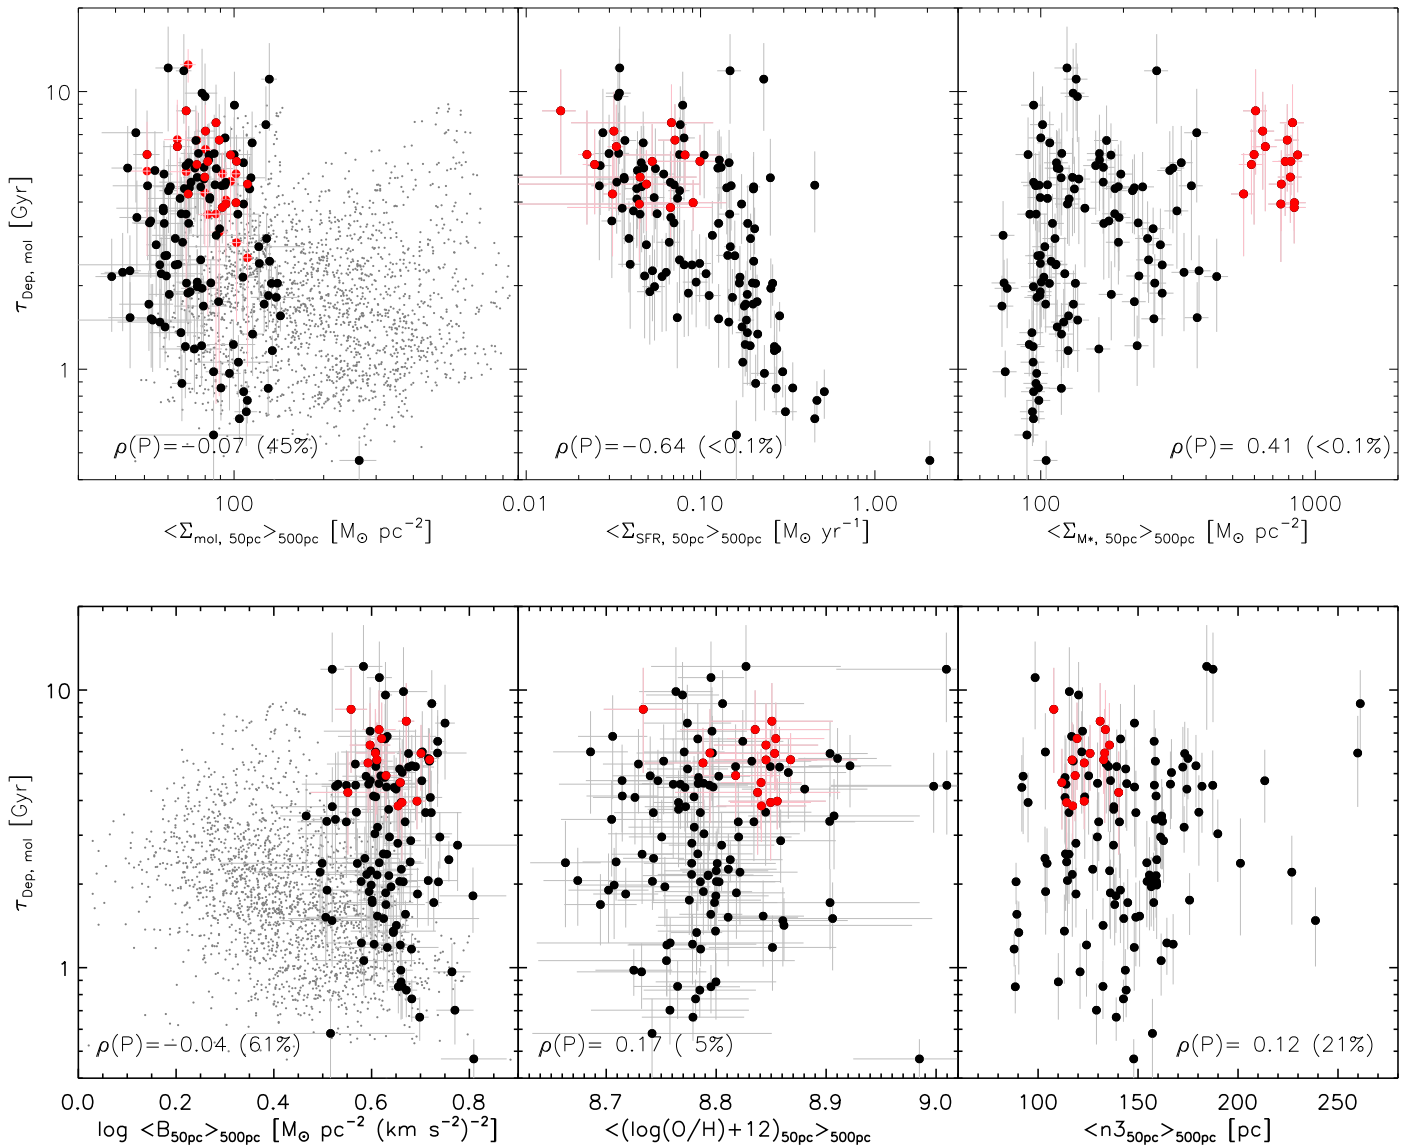 10
1
τDep, mol [Gyr]
ρ(P)=−0.07 (45%)
ρ(P)=−0.64 (<0.1%)
ρ(P)= 0.41 (<0.1%)
100
0.01
0.10
1.00
100
1000
<Σmol, 50pc>500pc [M⊙ pc−2]
<ΣSFR, 50pc>500pc [M⊙ yr−1]
<ΣM*, 50pc>500pc [M⊙ pc−2]
10
1
τDep, mol [Gyr]
ρ(P)=−0.04 (61%)
ρ(P)= 0.17 ( 5%)
ρ(P)= 0.12 (21%)
0.0
0.2
0.4
0.6
0.8
8.7
8.8
8.9
9.0
100
150
200
250
log <B50pc>500pc [M⊙ pc−2 (km s−2)−2]
<(log(O/H)+12)50pc>500pc
<n350pc>500pc [pc]